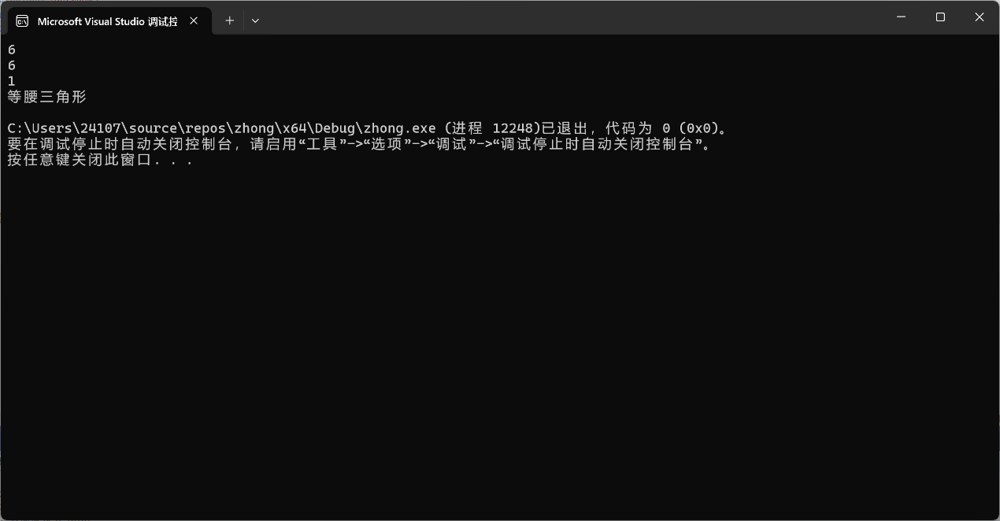 Microsoft Visual Studio 调试控
6
6
1
等腰三角形
C:\Users\24107\source\repos\zhong\x64\Debug\zhong.exe (进程 12248)已退出，代码为 0 (0x0)。
要在调试停止时自动关闭控制台，请启用“工具”->“选项”->“调试”->“调试停止时自动关闭控制台”。
按任意键关闭此窗口. . .